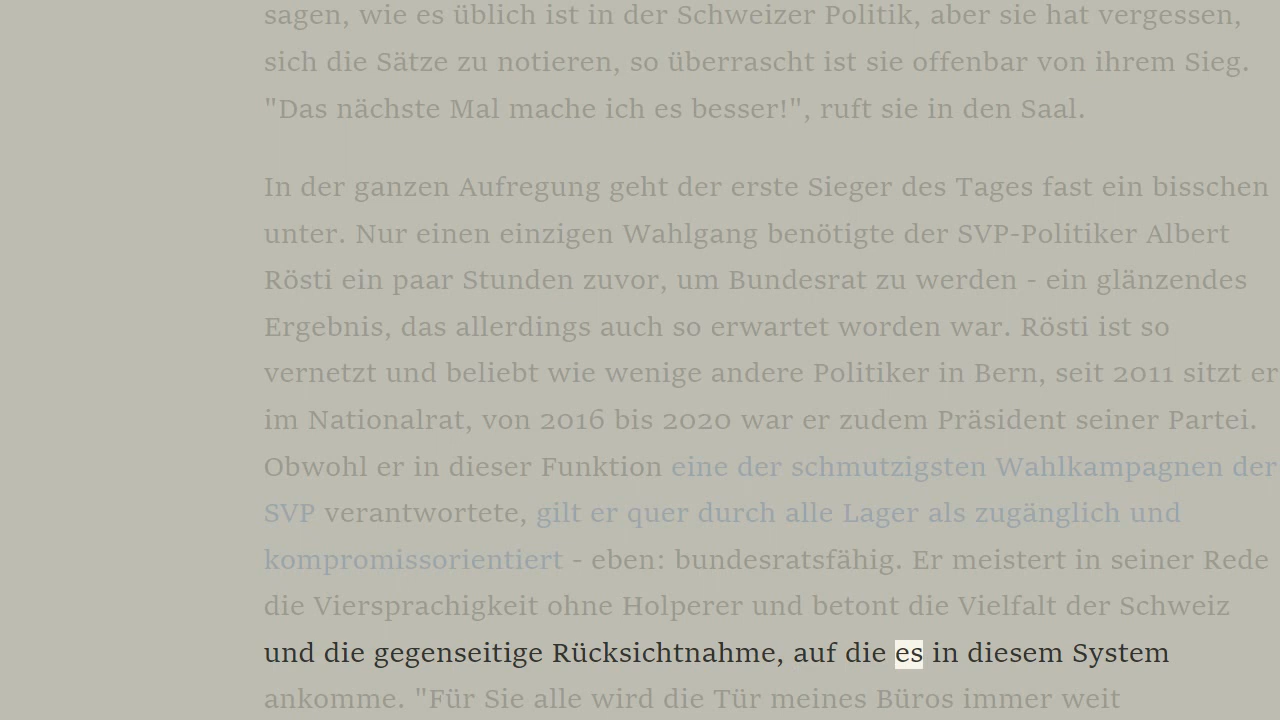 sagen, wie es üblich ist in der Schweizer Politik, aber sie hat vergessen,
sich die Sätze zu notieren, so überrascht ist sie offenbar von ihrem Sieg.
"Das nächste Mal mache ich es besser!", ruft sie in den Saal.
In der ganzen Aufregung geht der erste Sieger des Tages fast ein bisschen
unter. Nur einen einzigen Wahlgang benötigte der SVP-Politiker Albert
Rösti ein paar Stunden zuvor, um Bundesrat zu werden - ein glänzendes
Ergebnis, das allerdings auch so erwartet worden war. Rösti ist so
vernetzt und beliebt wie wenige andere Politiker in Bern, seit 2011 sitzt er
im Nationalrat, von 2016 bis 2020 war er zudem Präsident seiner Partei.
Obwohl er in dieser Funktion eine der schmutzigsten Wahlkampagnen der
SVP verantwortete, gilt er quer durch alle Lager als zugänglich und
kompromissorientiert - eben: bundesratsfähig. Er meistert in seiner Rede
die Viersprachigkeit ohne Holperer und betont die Vielfalt der Schweiz
und die gegenseitige Rücksichtnahme, auf die es in diesem System
ankomme. "Für Sie alle wird die Tür meines Büros immer weit